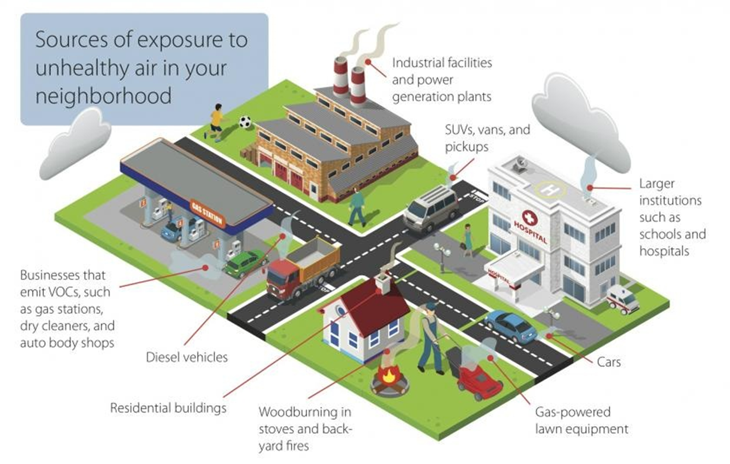 Sources of exposure to
unhealthy air in your
neighborhood
Industrial facilities
and power
generation plants
SUVs, vans, and
pickups
Larger
institutions
such as
schools and
hospitals
STOP
GAS STATION
H
HOSPITAL
HOSPITAL
Businesses that
emit VOCs, such
as gas stations,
dry cleaners, and
auto body shops
Diesel vehicles
Residential buildings
Woodburning in
stoves and back-
yard fires
Gas-powered
lawn equipment
Cars